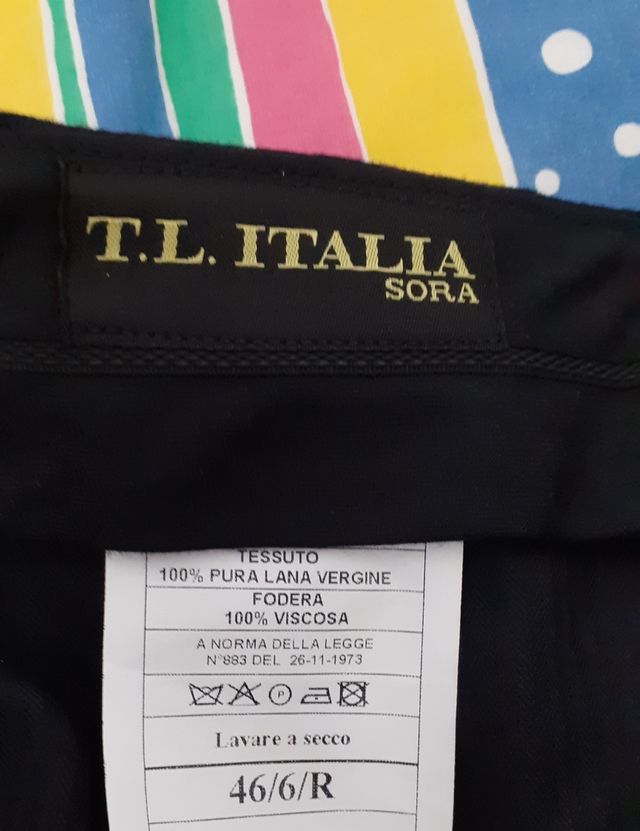 T.L. ITALIA
SORA
TESSUTO
100% PURA LANA VERGINE
FODERA
100% VISCOSA
A NORMA DELLA LEGGE
N°883 DEL 26-11-1973
P
Lavare a secco
46/6/R